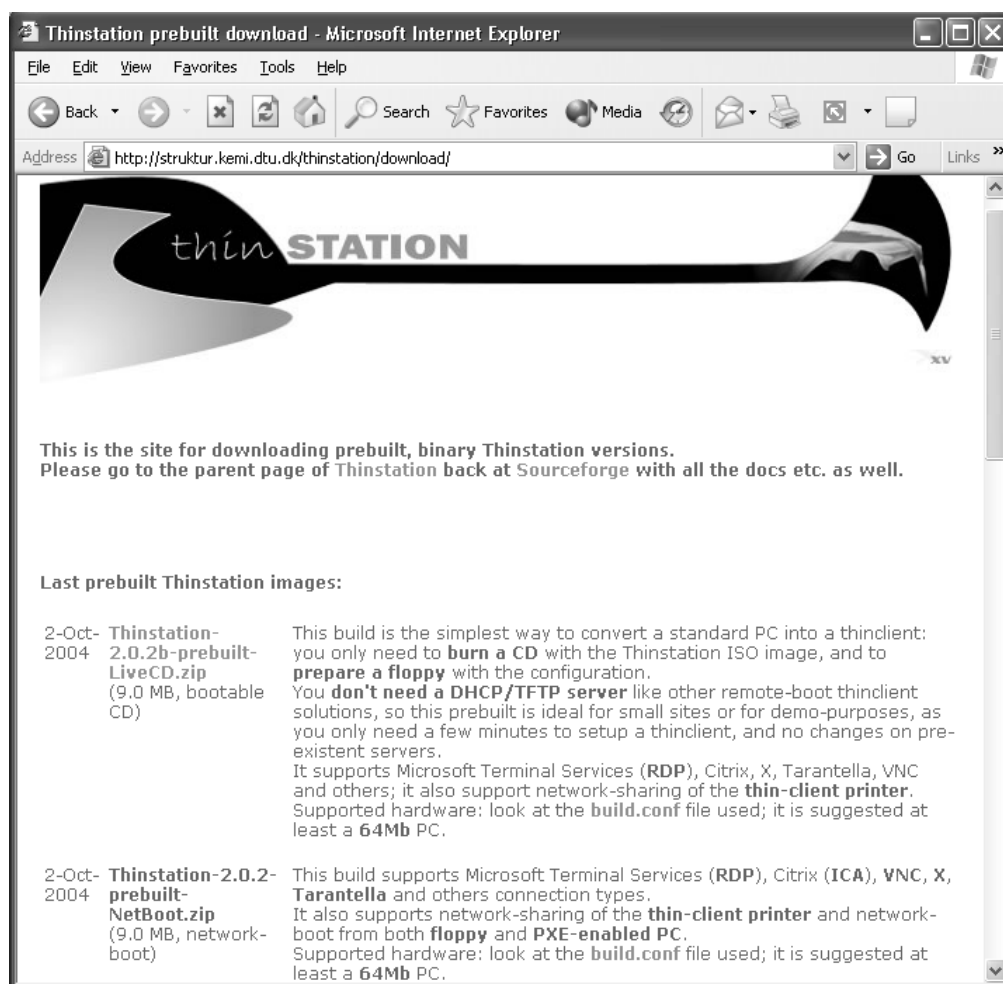 Thinstation prebuilt download - Microsoft Internet Explorer
File Edit View Favorites Tools Help
Back Search Favorites Media
Address http://struktur.kemi.dtu.dk/thinstation/download/ Go Links »
thin STATION
xv
This is the site for downloading prebuilt, binary Thinstation versions.
Please go to the parent page of Thinstation back at Sourceforge with all the docs etc. as well.
Last prebuilt Thinstation images:
2-Oct-2004
Thinstation-
2.0.2b-prebuilt-
LiveCD.zip
(9.0 MB, bootable
CD)
This build is the simplest way to convert a standard PC into a thinclient:
you only need to burn a CD with the Thinstation ISO image, and to
prepare a floppy with the configuration.
You don't need a DHCP/TFTP server like other remote-boot thinclient
solutions, so this prebuilt is ideal for small sites or for demo-purposes, as
you only need a few minutes to setup a thinclient, and no changes on pre-
existent servers.
It supports Microsoft Terminal Services (RDP), Citrix, X, Tarantella, VNC
and others; it also support network-sharing of the thin-client printer.
Supported hardware: look at the build.conf file used; it is suggested at
least a 64Mb PC.
2-Oct-
2004
Thinstation-2.0.2-
prebuilt-
NetBoot.zip
(9.0 MB, network-
boot)
This build supports Microsoft Terminal Services (RDP), Citrix (ICA), VNC, X,
Tarantella and others connection types.
It also supports network-sharing of the thin-client printer and network-
boot from both floppy and PXE-enabled PC.
Supported hardware: look at the build.conf file used; it is suggested at
least a 64Mb PC.